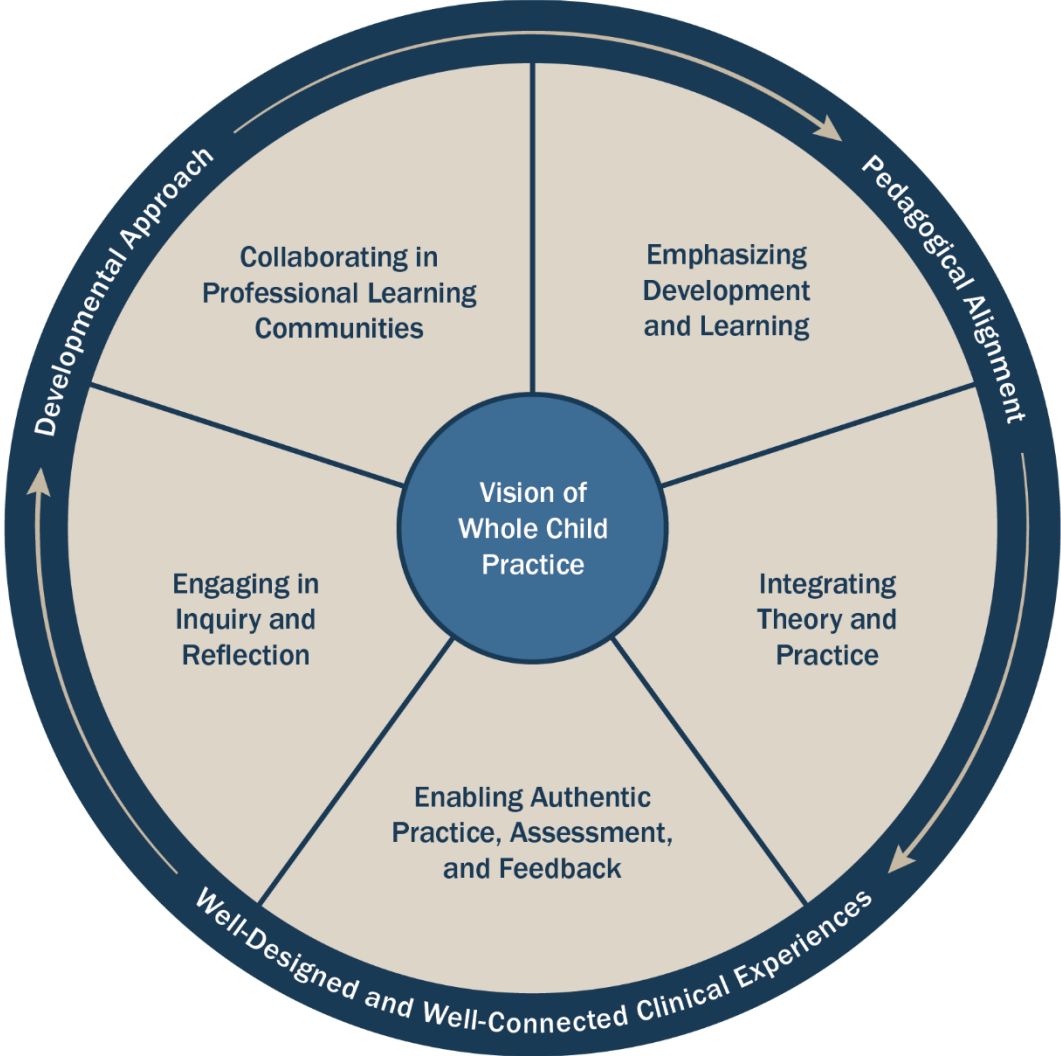 Developmental Approach
Pedagogical Alignment
Collaborating in
Professional Learning
Communities
Emphasizing
Development
and Learning
Vision of
Whole Child
Practice
Engaging in
Inquiry and
Reflection
Integrating
Theory and
Practice
Enabling Authentic
Practice, Assessment,
and Feedback
Well-Designed and Well-Connected Clinical Experiences